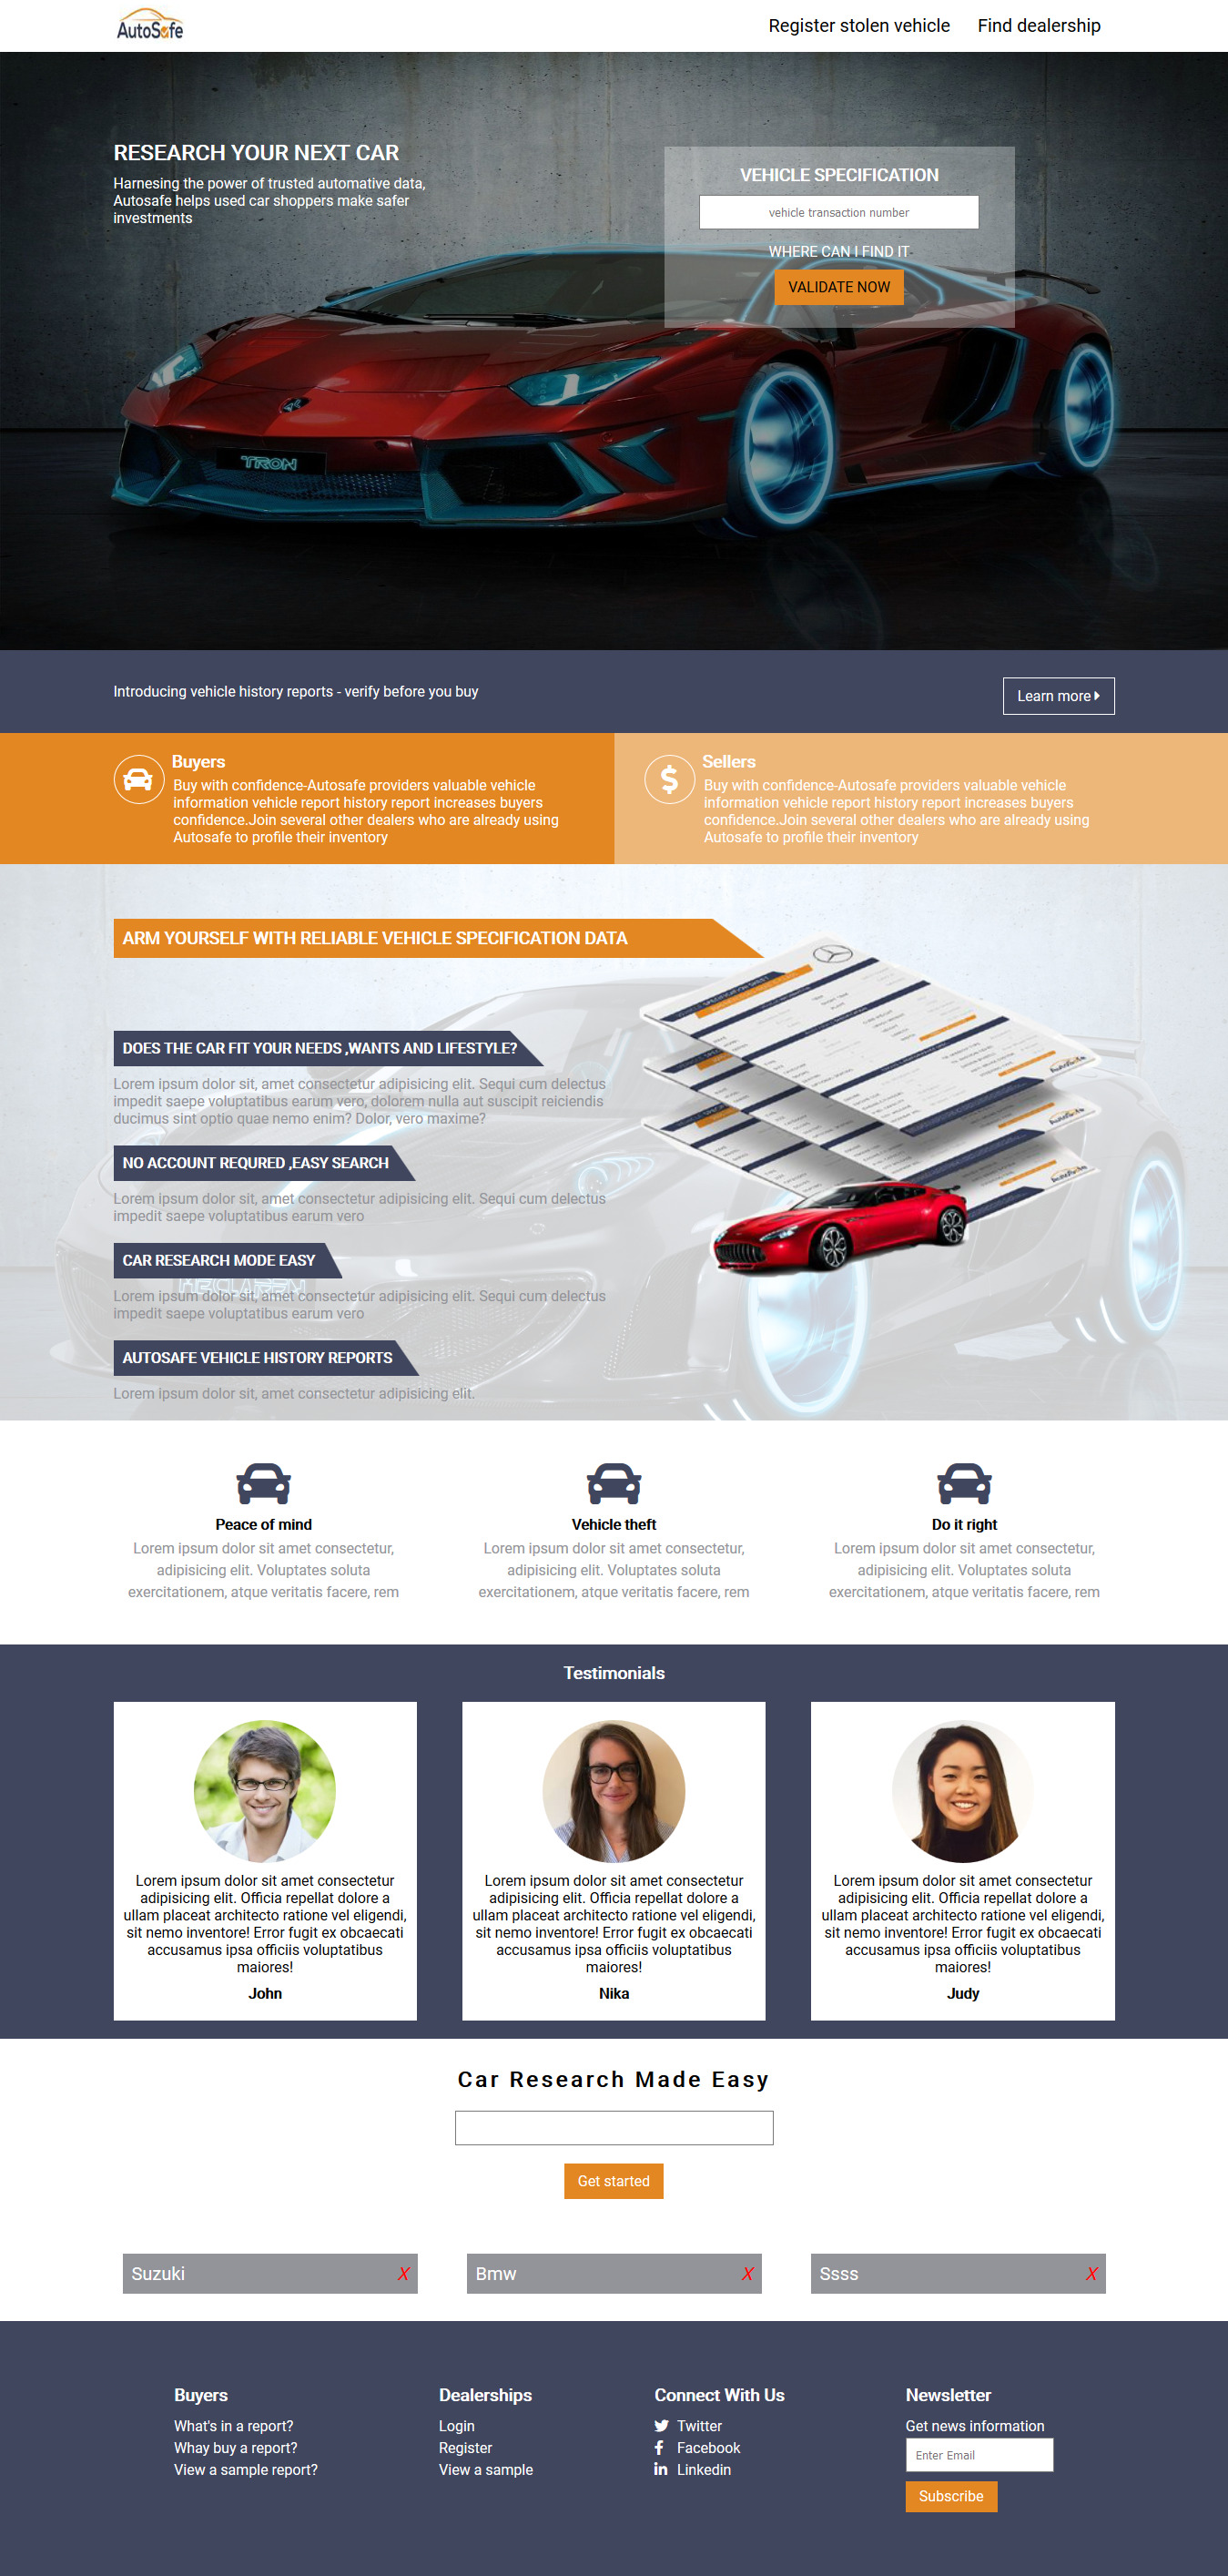 AutoSafe
Register stolen vehicle
Find dealership
RESEARCH YOUR NEXT CAR
Harnesing the power of trusted automative data,
Autosafe helps used car shoppers make safer
investments
VEHICLE SPECIFICATION
vehicle transaction number
WHERE CAN I FIND IT
VALIDATE NOW
TRON
Introducing vehicle history reports - verify before you buy
Learn more
Buyers
Buy with confidence-Autosafe providers valuable vehicle
information vehicle report history report increases buyers
confidence.Join several other dealers who are already using
Autosafe to profile their inventory
Sellers
Buy with confidence-Autosafe providers valuable vehicle
information vehicle report history report increases buyers
confidence.Join several other dealers who are already using
Autosafe to profile their inventory
ARM YOURSELF WITH RELIABLE VEHICLE SPECIFICATION DATA
DOES THE CAR FIT YOUR NEEDS ,WANTS AND LIFESTYLE?
Lorem ipsum dolor sit, amet consectetur adipisicing elit. Sequi cum delectus
impedit saepe voluptatibus earum vero, dolorem nulla aut suscipit reiciendis
ducimus sint optio quae nemo enim? Dolor, vero maxime?
NO ACCOUNT REQURED ,EASY SEARCH
Lorem ipsum dolor sit, amet consectetur adipisicing elit. Sequi cum delectus
impedit saepe voluptatibus earum vero
CAR RESEARCH MODE EASY
Lorem ipsum dolor sit, amet consectetur adipisicing elit. Sequi cum delectus
impedit saepe voluptatibus earum vero
AUTOSAFE VEHICLE HISTORY REPORTS
Lorem ipsum dolor sit, amet consectetur adipisicing elit.
AutoSafe
AutoSafe
AutoSafe
Peace of mind
Lorem ipsum dolor sit amet consectetur,
adipisicing elit. Voluptates soluta
exercitationem, atque veritatis facere, rem
Vehicle theft
Lorem ipsum dolor sit amet consectetur,
adipisicing elit. Voluptates soluta
exercitationem, atque veritatis facere, rem
Do it right
Lorem ipsum dolor sit amet consectetur,
adipisicing elit. Voluptates soluta
exercitationem, atque veritatis facere, rem
Testimonials
Lorem ipsum dolor sit amet consectetur
adipisicing elit. Officia repellat dolore a
ullam placeat architecto ratione vel eligendi,
sit nemo inventore! Error fugit ex obcaecati
accusamus ipsa officiis voluptatibus
maiores!
John
Lorem ipsum dolor sit amet consectetur
adipisicing elit. Officia repellat dolore a
ullam placeat architecto ratione vel eligendi,
sit nemo inventore! Error fugit ex obcaecati
accusamus ipsa officiis voluptatibus
maiores!
Nika
Lorem ipsum dolor sit amet consectetur
adipisicing elit. Officia repellat dolore a
ullam placeat architecto ratione vel eligendi,
sit nemo inventore! Error fugit ex obcaecati
accusamus ipsa officiis voluptatibus
maiores!
Judy
Car Research Made Easy
Get started
Suzuki X
Bmw X
Ssss X
Buyers
What's in a report?
Whay buy a report?
View a sample report?
Dealerships
Login
Register
View a sample
Connect With Us
Twitter
Facebook
Linkedin
Newsletter
Get news information
Enter Email
Subscribe